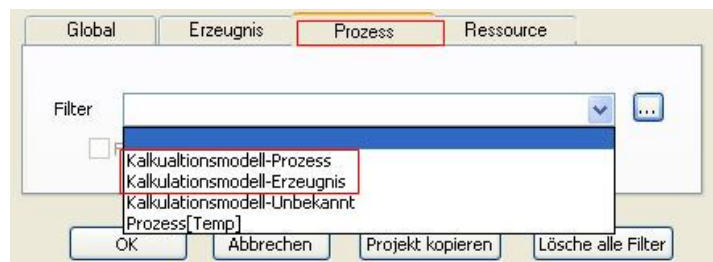 Global Erzeugnis Prozess Ressource
Filter ...
Kalkualtionsmodell-Prozess
Kalkulationsmodell-Erzeugnis
Kalkulationsmodell-Unbekannt
Prozess[Temp]
OK Abbrechen Projekt kopieren Lösche alle Filter